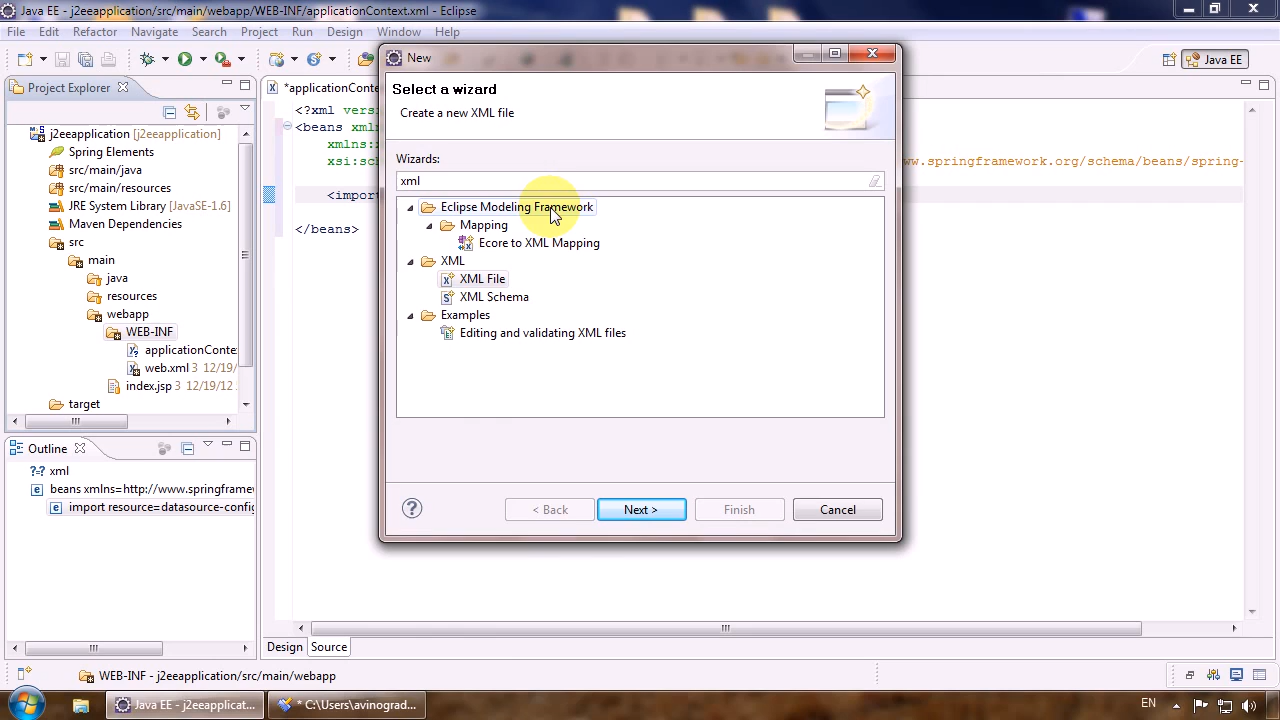 Java EE - j2eeapplication/src/main/webapp/WEB-INF/applicationContext.xml - Eclipse
File Edit Refactor Navigate Search Project Run Design Window Help
Java EE
Project Explorer
j2eeapplication [j2eeapplication]
Spring Elements
src/main/java
src/main/resources
JRE System Library [JavaSE-1.6]
Maven Dependencies
src
main
java
resources
webapp
WEB-INF
applicationConte
web.xml 3 12/19/
index.jsp 3 12/19/12
target
Outline
xml
beans xmlns=http://www.springframe
import resource=datasource-config
*applicationCont
<?xml vers
<beans xmln
xmlns:
xsi:sch
www.springframework.org/schema/beans/spring-
<import
</beans>
Design Source
New
Select a wizard
Create a new XML file
Wizards:
xml
Eclipse Modeling Framework
Mapping
Ecore to XML Mapping
XML
XML File
XML Schema
Examples
Editing and validating XML files
? < Back Next > Finish Cancel
WEB-INF - j2eeapplication/src/main/webapp
Java EE - j2eeapplicat...
* C:\Users\avinograd...
EN